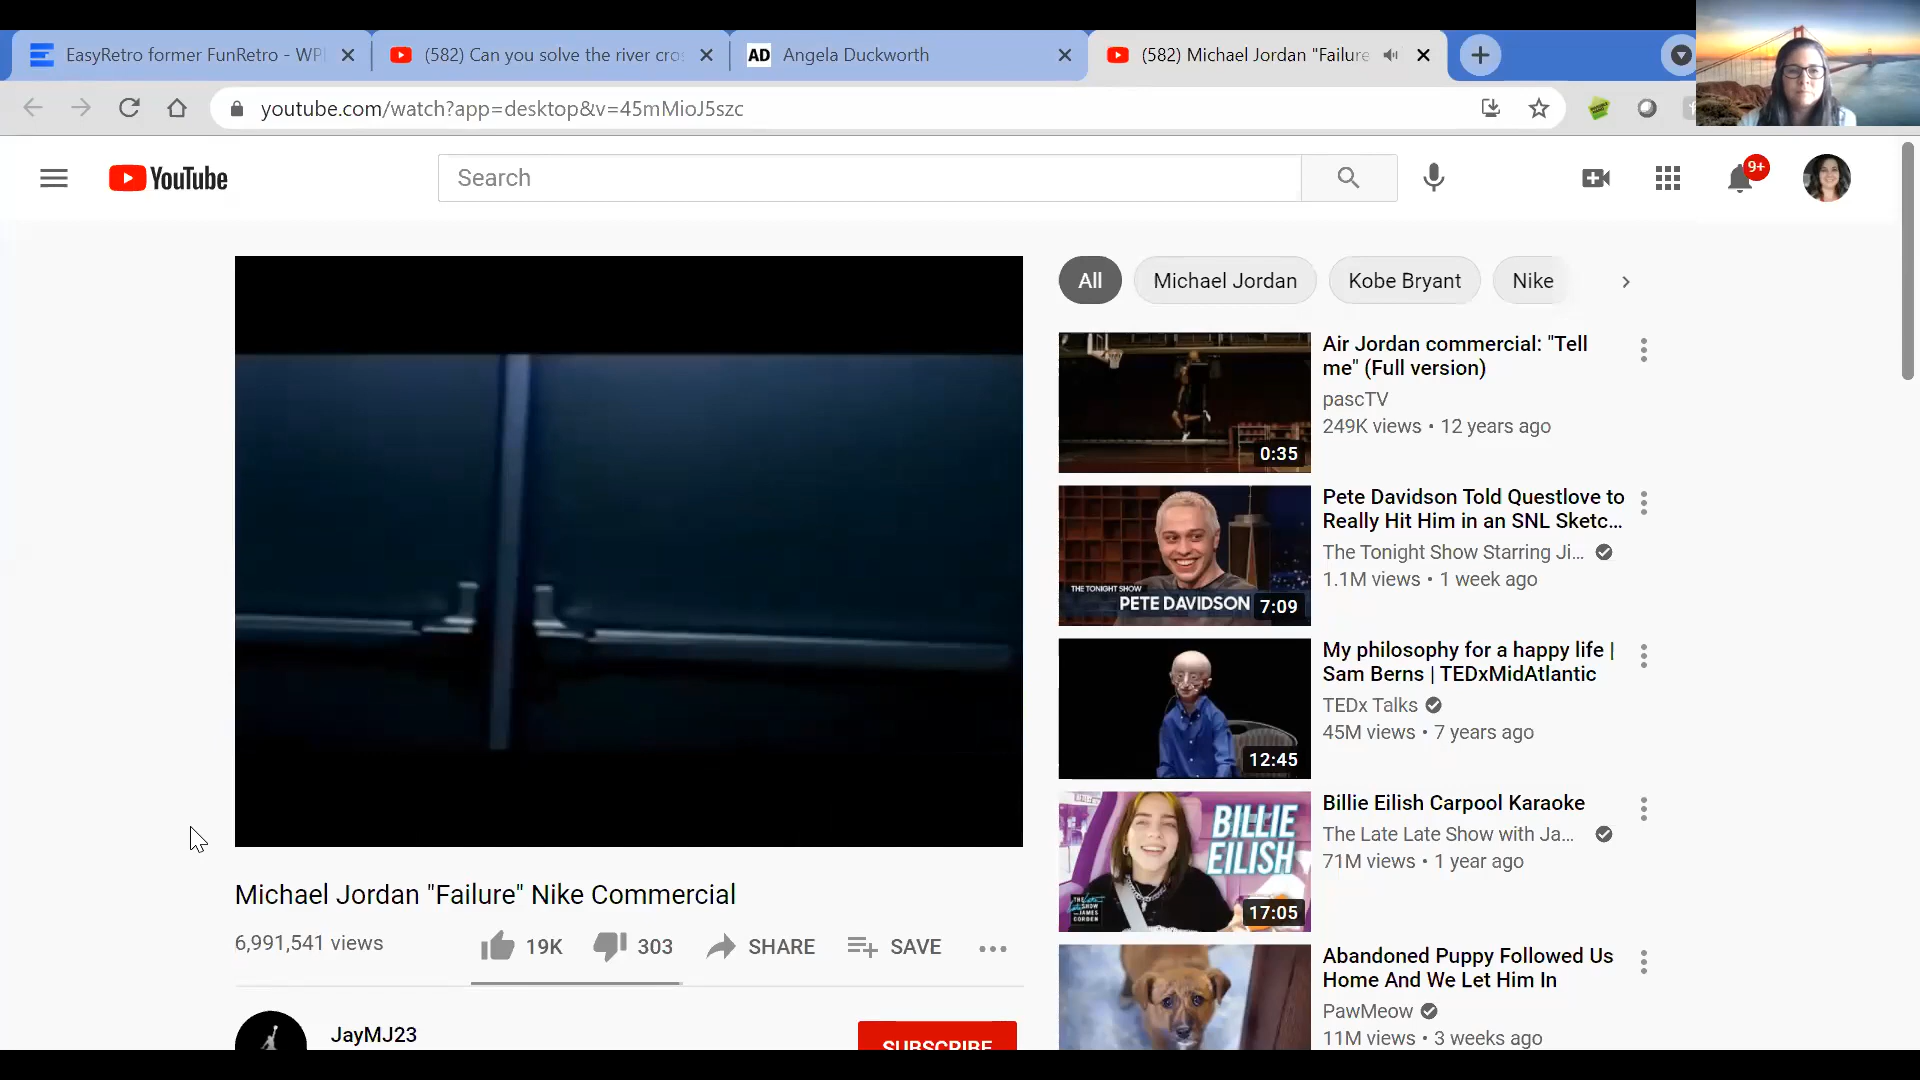 EasyRetro former FunRetro - WP
(582) Can you solve the river cro
AD Angela Duckworth
(582) Michael Jordan "Failure
youtube.com/watch?app=desktop&v=45mMioJ5szc
YouTube
Search
9+
All
Michael Jordan
Kobe Bryant
Nike
Air Jordan commercial: "Tell
me" (Full version)
pascTV
249K views • 12 years ago
0:35
Pete Davidson Told Questlove to
Really Hit Him in an SNL Sketc...
The Tonight Show Starring Ji...
1.1M views • 1 week ago
THE TONIGHT SHOW
PETE DAVIDSON
7:09
My philosophy for a happy life |
Sam Berns | TEDxMidAtlantic
TEDx Talks
45M views • 7 years ago
12:45
Billie Eilish Carpool Karaoke
The Late Late Show with Ja...
71M views • 1 year ago
BILLIE
EILISH
17:05
Abandoned Puppy Followed Us
Home And We Let Him In
PawMeow
11M views • 3 weeks ago
Michael Jordan "Failure" Nike Commercial
6,991,541 views
19K
303
SHARE
SAVE
JayMJ23
SUBSCRIBE